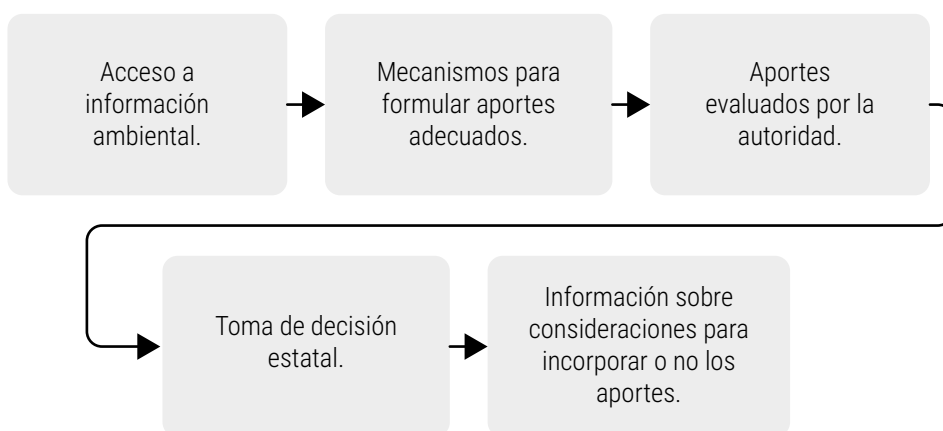 Acceso a
información
ambiental.
Mecanismos para
formular aportes
adecuados.
Aportes
evaluados por la
autoridad.
Toma de decisión
estatal.
Información sobre
consideraciones para
incorporar o no los
aportes.